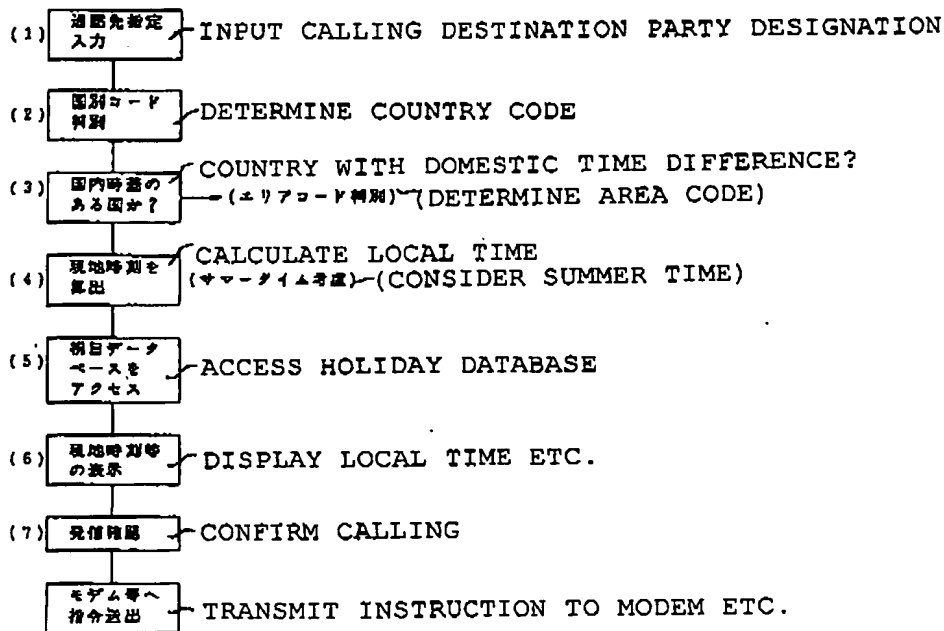 (1) 通話先指定 INPUT CALLING DESTINATION PARTY DESIGNATION
入力
(2) 国別コード DETERMINE COUNTRY CODE
判別
COUNTRY WITH DOMESTIC TIME DIFFERENCE?
(3) 国内時差の
ある国か? (エリアコード判別) (DETERMINE AREA CODE)
CALCULATE LOCAL TIME
(4) 現地時刻を
算出 (サマータイム考慮) (CONSIDER SUMMER TIME)
(5) 祝日データ
ベースを ACCESS HOLIDAY DATABASE
アクセス
(6) 現地時刻等 DISPLAY LOCAL TIME ETC.
の表示
(7) 発信確認 CONFIRM CALLING
モデム等へ
指令送出 TRANSMIT INSTRUCTION TO MODEM ETC.